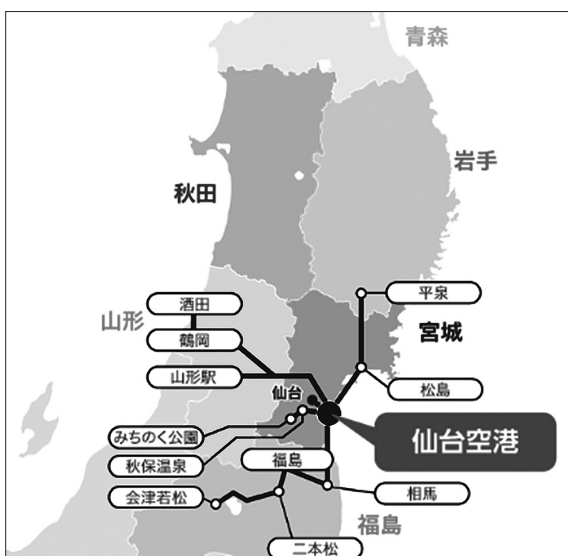 青森
岩手
秋田
酒田
平泉
山形
鶴岡
宮城
山形駅
松島
仙台
仙台空港
みちのく公園
秋保温泉
福島
会津若松
相馬
福島
二本松